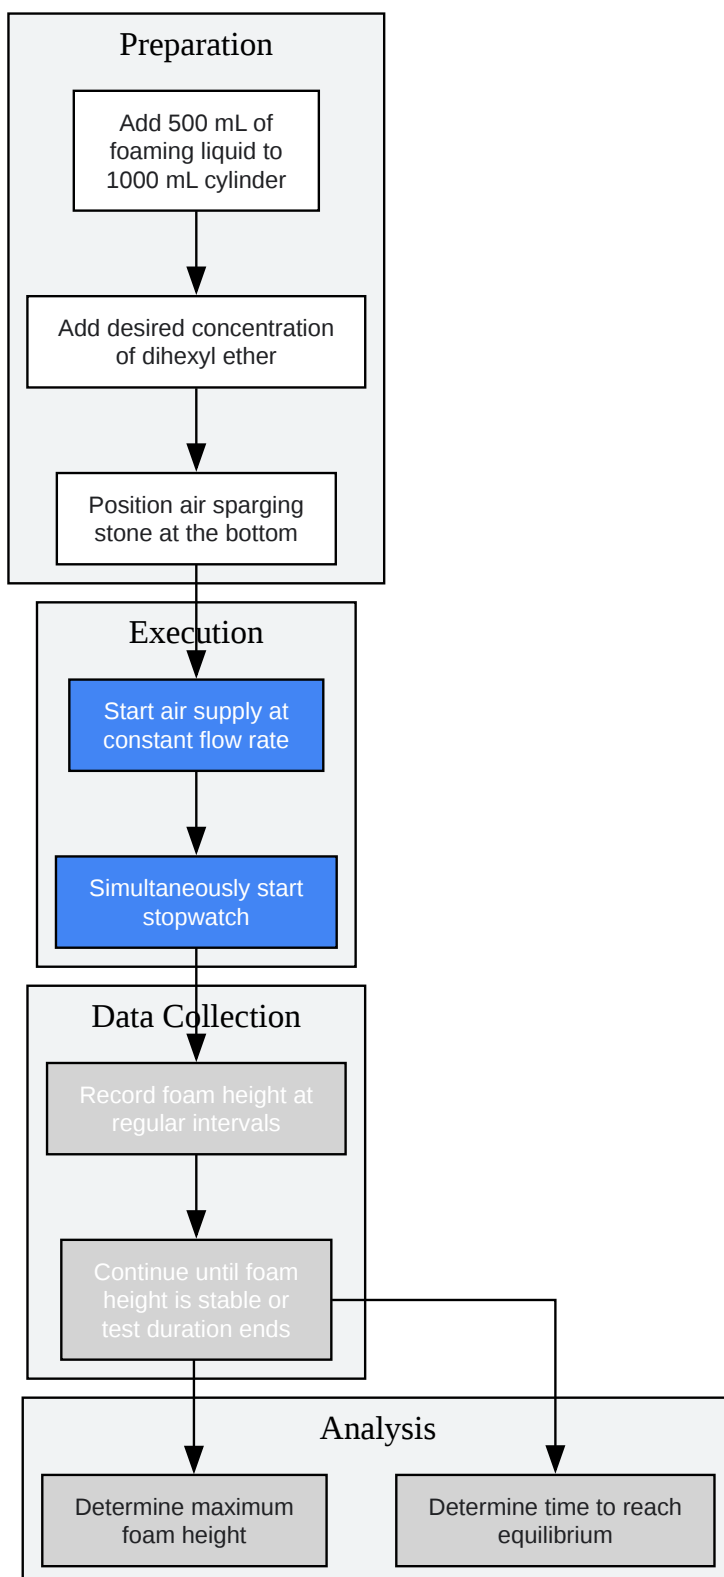 Preparation
Add 500 mL of
foaming liquid to
1000 mL cylinder
Add desired concentration
of dihexyl ether
Position air sparging
stone at the bottom
Execution
Start air supply at
constant flow rate
Simultaneously start
stopwatch
Data Collection
Record foam height at
regular intervals
Continue until foam
height is stable or
test duration ends
Analysis
Determine maximum
foam height
Determine time to reach
equilibrium